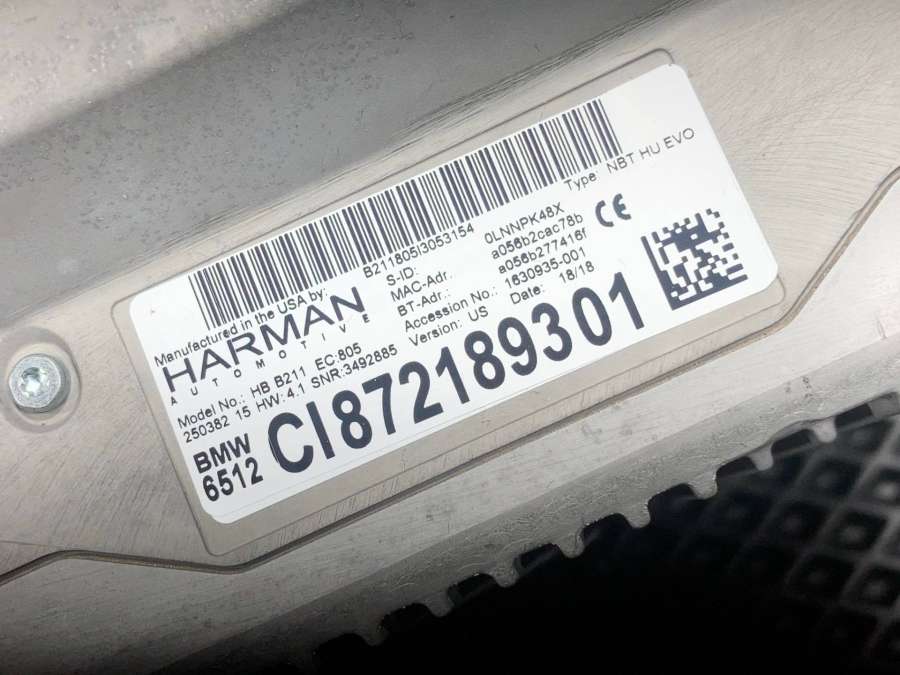 B211805I3053154
Type: NBT HU EVO
Manufactured in the USA by:
HARMAN
AUTOMOTIVE
S-ID: 0LNNPK48X
MAC-Adr. a056b2cac78b
BT-Adr.: a056b277416f
Accession No.: 1630935-001
Version: US Date: 18/18
CE
Model No.: HB B211 EC:805
250382 15 HW:4.1 SNR:3492885
BMW
6512
CI872189301